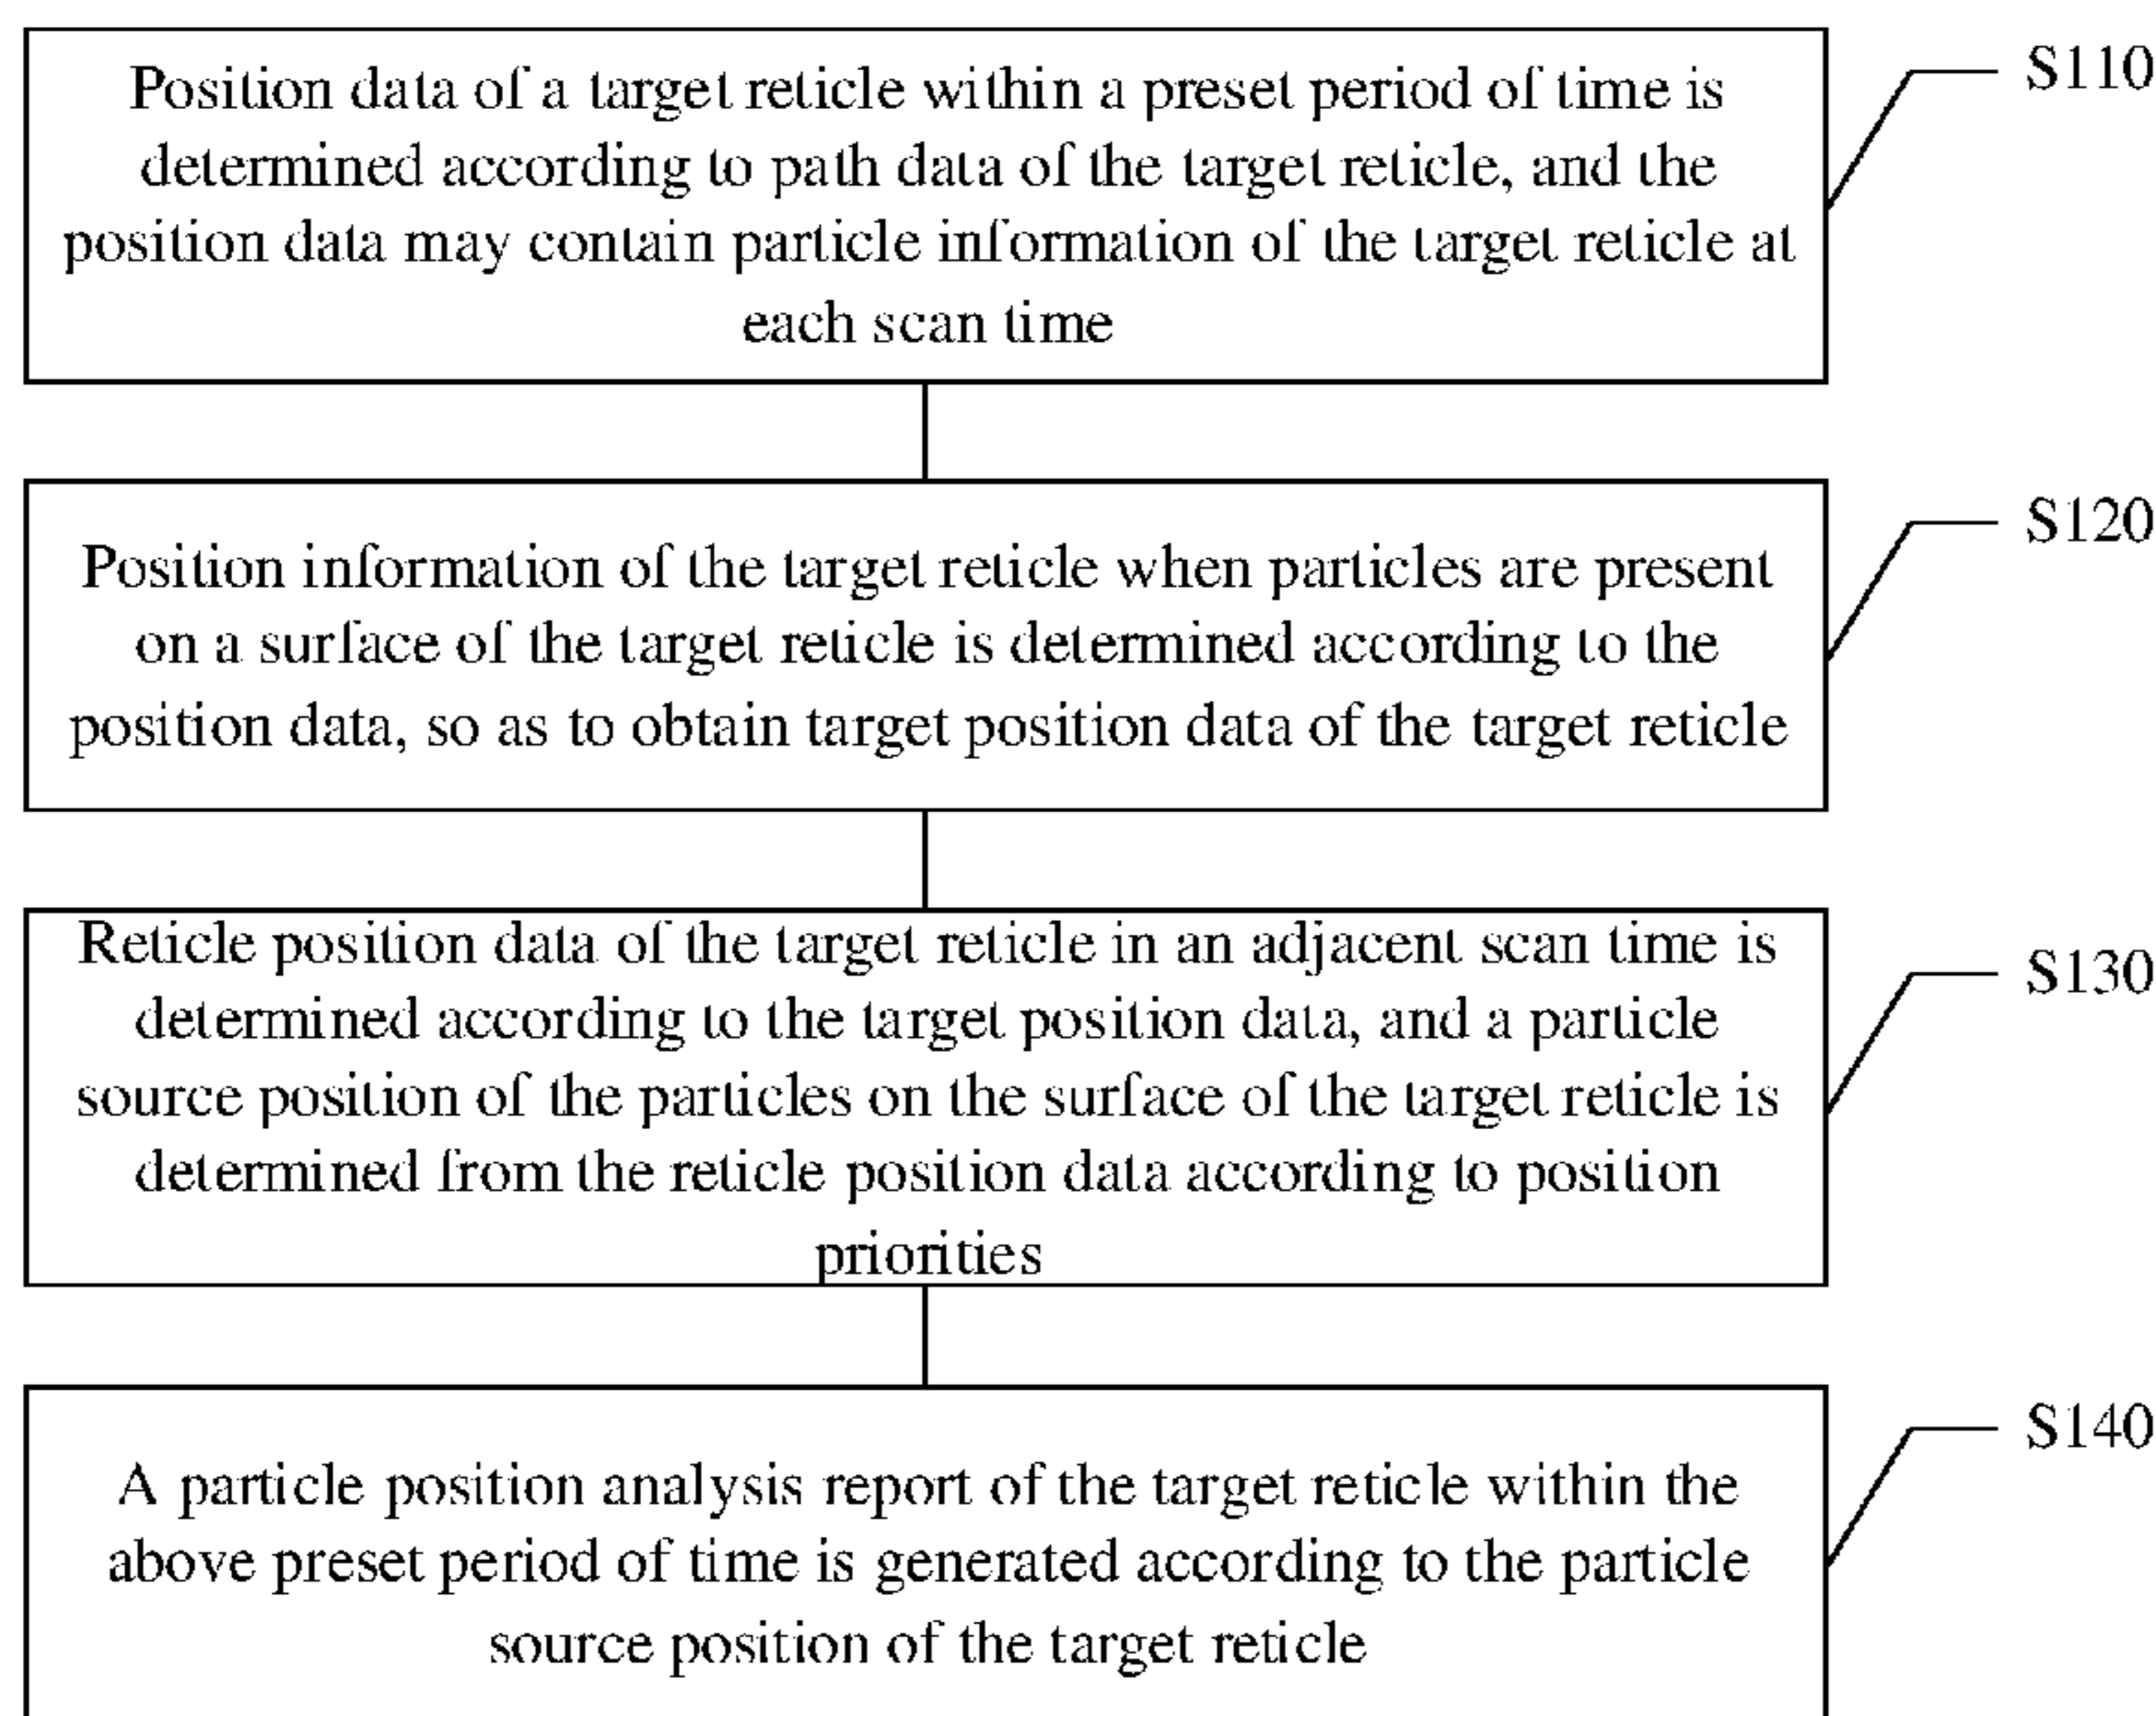 Position data of a target reticle within a preset period of time is
determined according to path data of the target reticle, and the
position data may contain particle information of the target reticle at
each scan time
S110
Position information of the target reticle when particles are present
on a surface of the target reticle is determined according to the
position data, so as to obtain target position data of the target reticle
S120
Reticle position data of the target reticle in an adjacent scan time is
determined according to the target position data, and a particle
source position of the particles on the surface of the target reticle is
determined from the reticle position data according to position
priorities
S130
A particle position analysis report of the target reticle within the
above preset period of time is generated according to the particle
source position of the target reticle
S140